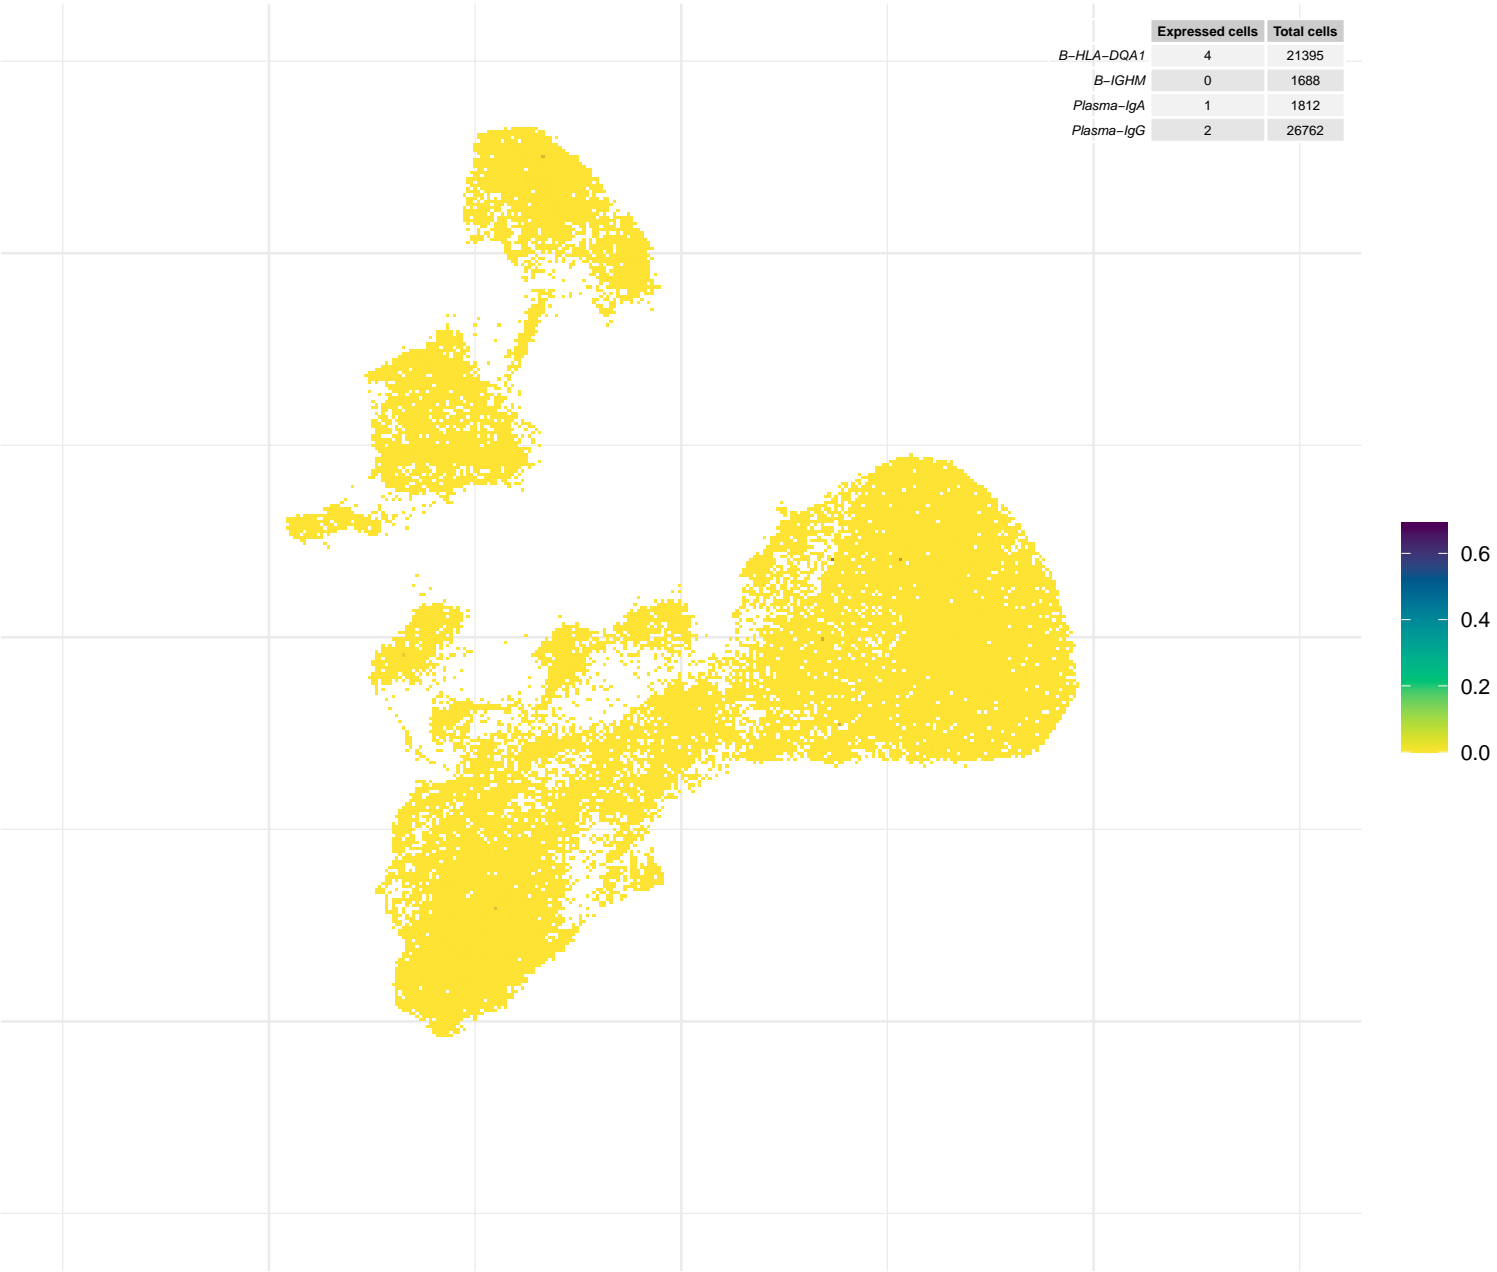 Expressed cells Total cells
B−HLA−DQA1 4 21395
B−IGHM 0 1688
Plasma−IgA 1 1812
Plasma−IgG 2 26762
0.6
0.4
0.2
0.0